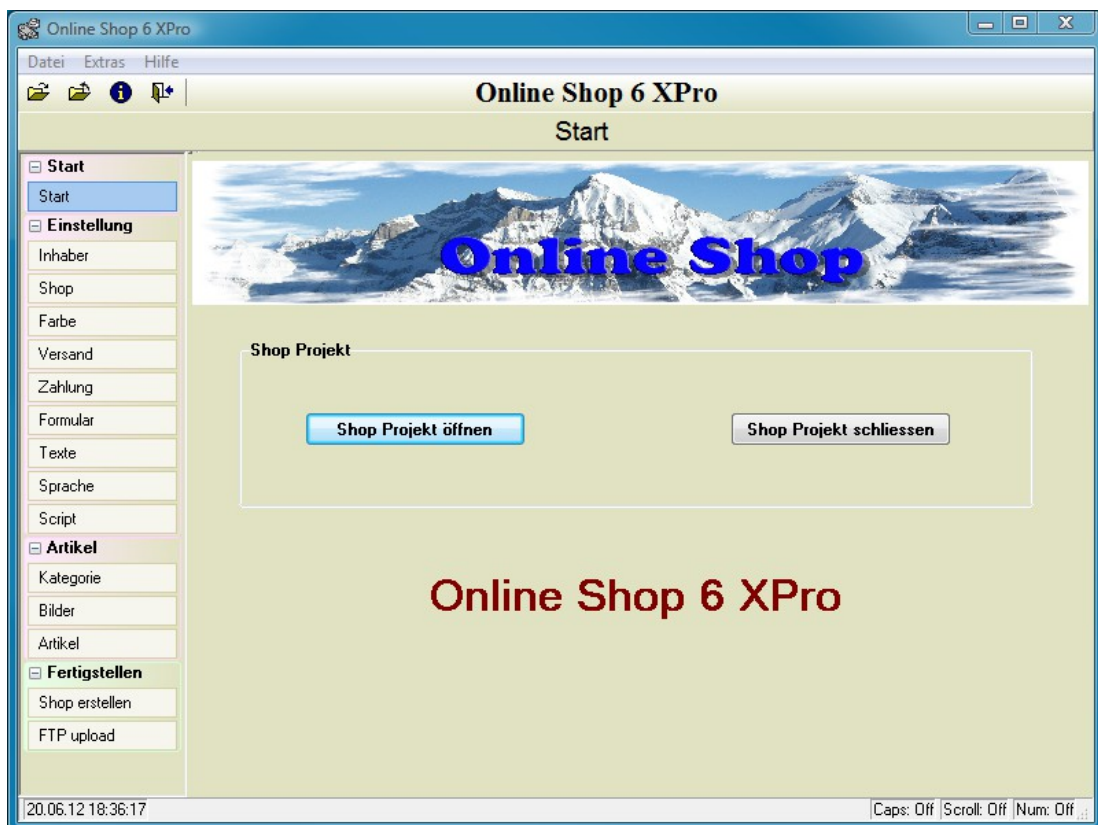 Online Shop 6 XPro
Datei Extras Hilfe
Online Shop 6 XPro
Start
Start
Start
Einstellung
Inhaber
Shop
Farbe
Versand
Zahlung
Formular
Texte
Sprache
Script
Artikel
Kategorie
Bilder
Artikel
Fertigstellen
Shop erstellen
FTP upload
Online Shop
Shop Projekt
Shop Projekt öffnen Shop Projekt schliessen
Online Shop 6 XPro
20.06.12 18:36:17 Caps: Off Scroll: Off Num: Off